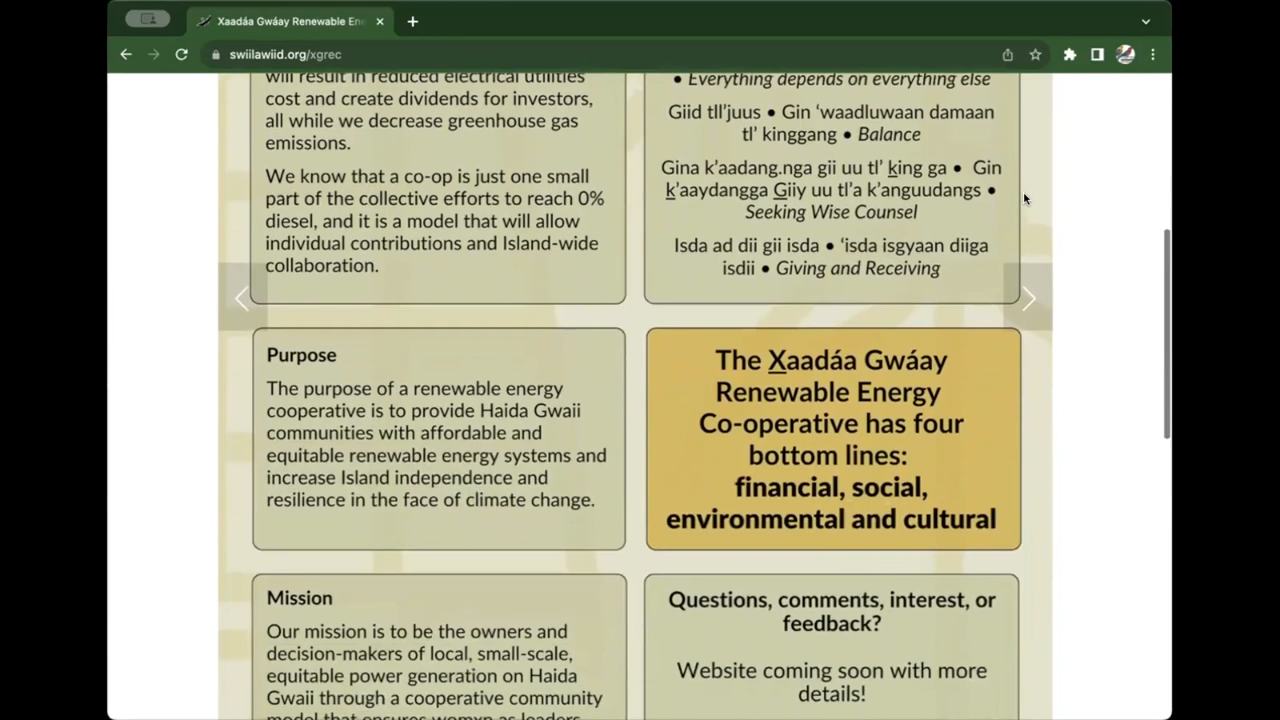 Xaadáa Gwáay Renewable En
swiilawiid.org/xgrec
will result in reduced electrical utilities
cost and create dividends for investors,
all while we decrease greenhouse gas
emissions.
We know that a co-op is just one small
part of the collective efforts to reach 0%
diesel, and it is a model that will allow
individual contributions and Island-wide
collaboration.
• Everything depends on everything else
Giid tll’juus • Gin ‘waadluwaan damaan
tl’ kinggang • Balance
Gina k’aadang.nga gii uu tl’ ḵing ga • Gin
ḵ’aaydangga G̱iiy uu tl’a k’anguudangs •
Seeking Wise Counsel
Isda ad dii gii isda • ‘isda isgyaan diiga
isdii • Giving and Receiving
Purpose
The purpose of a renewable energy
cooperative is to provide Haida Gwaii
communities with affordable and
equitable renewable energy systems and
increase Island independence and
resilience in the face of climate change.
The X̱aadáa Gwáay
Renewable Energy
Co-operative has four
bottom lines:
financial, social,
environmental and cultural
Mission
Our mission is to be the owners and
decision-makers of local, small-scale,
equitable power generation on Haida
Gwaii through a cooperative community
model that ensures womxn as leaders
Questions, comments, interest, or
feedback?
Website coming soon with more
details!